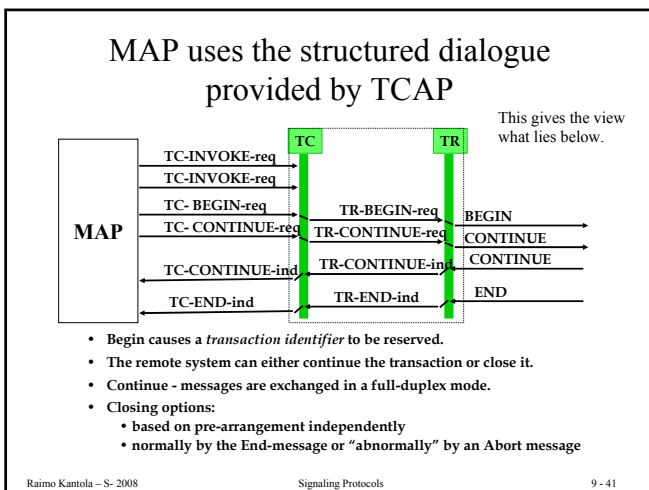 MAP uses the structured dialogue
provided by TCAP
This gives the view
what lies below.
TC
TR
TC-INVOKE-req
TC-INVOKE-req
TC- BEGIN-req
TR-BEGIN-req
BEGIN
MAP
TC- CONTINUE-req
TR-CONTINUE-req
CONTINUE
TC-CONTINUE-ind
TR-CONTINUE-ind
CONTINUE
TC-END-ind
TR-END-ind
END
• Begin causes a transaction identifier to be reserved.
• The remote system can either continue the transaction or close it.
• Continue - messages are exchanged in a full-duplex mode.
• Closing options:
• based on pre-arrangement independently
• normally by the End-message or “abnormally” by an Abort message
Raimo Kantola – S- 2008
Signaling Protocols
9 - 41